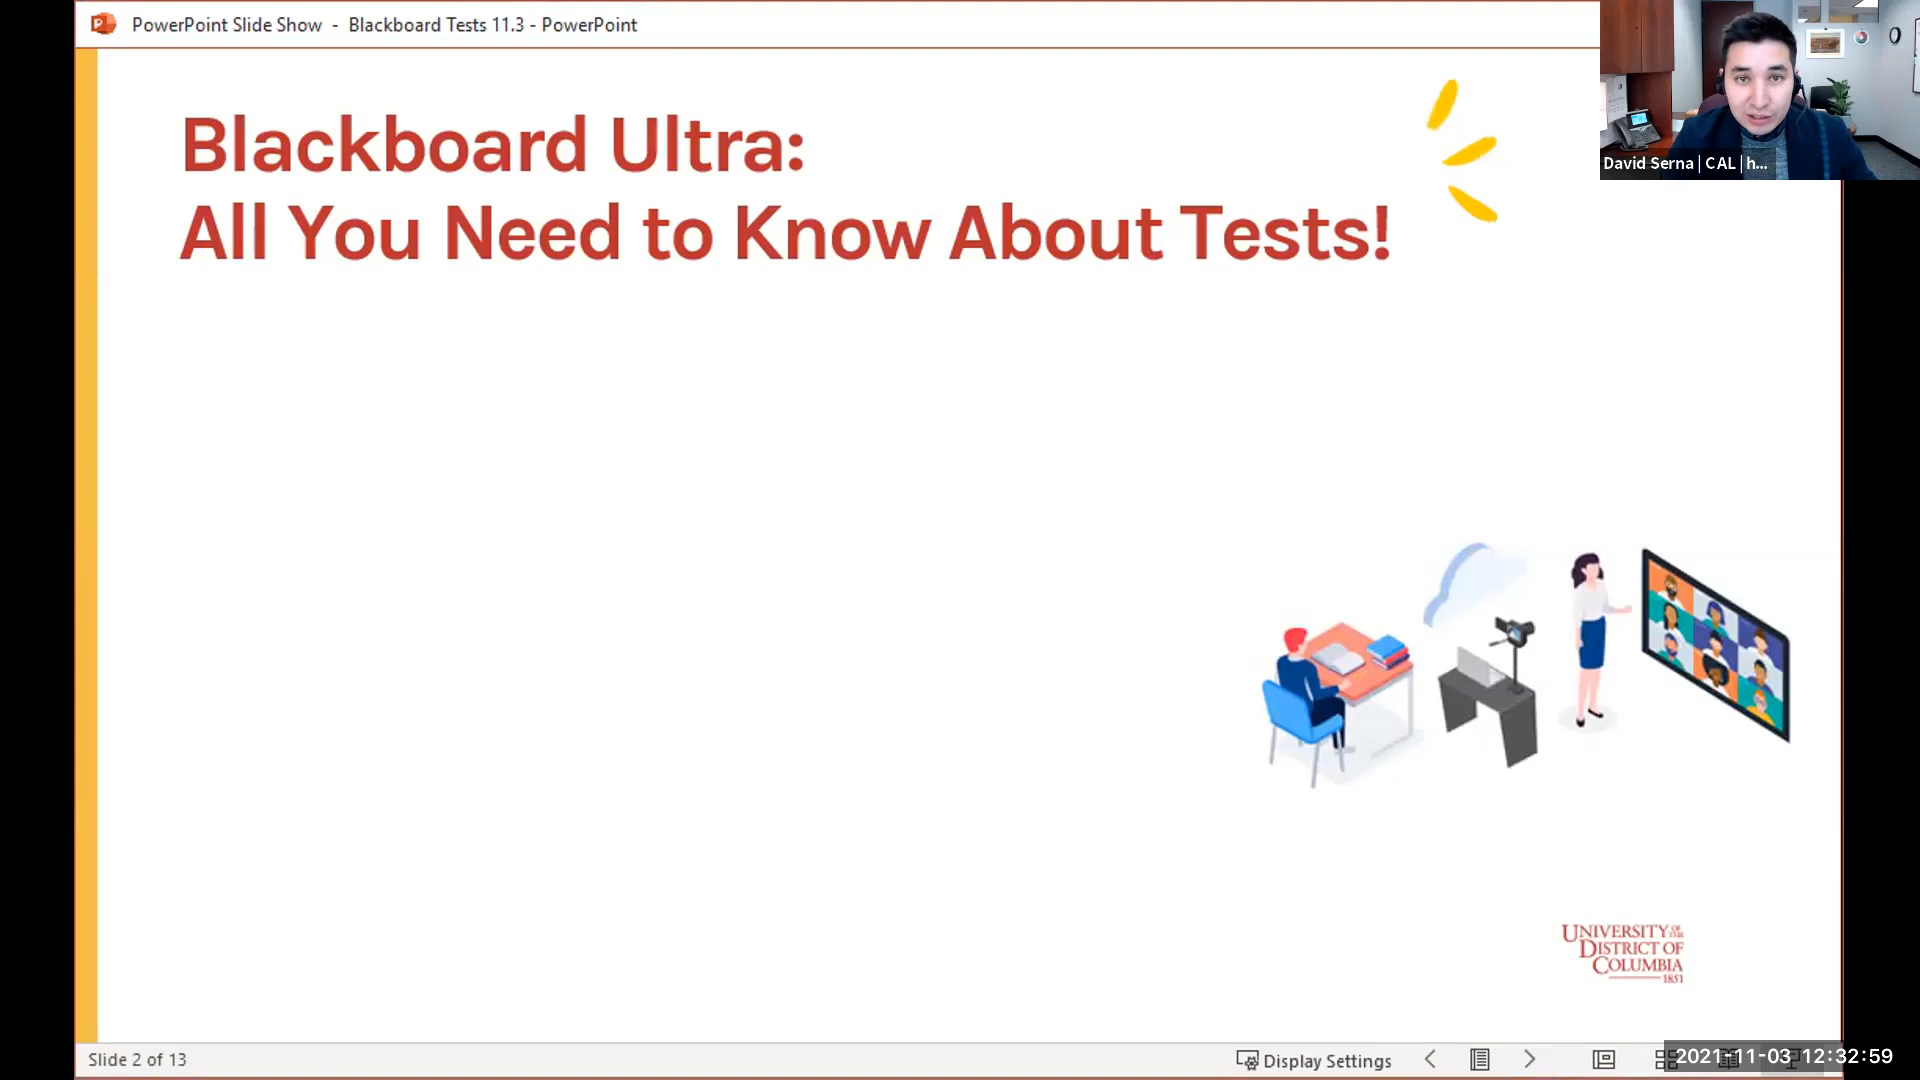 PowerPoint Slide Show - Blackboard Tests 11.3 - PowerPoint
David Serna | CAL | h...
Blackboard Ultra:
All You Need to Know About Tests!
UNIVERSITY OF THE
DISTRICT OF
COLUMBIA
1851
Slide 2 of 13
Display Settings
2021-11-03 12:32:59